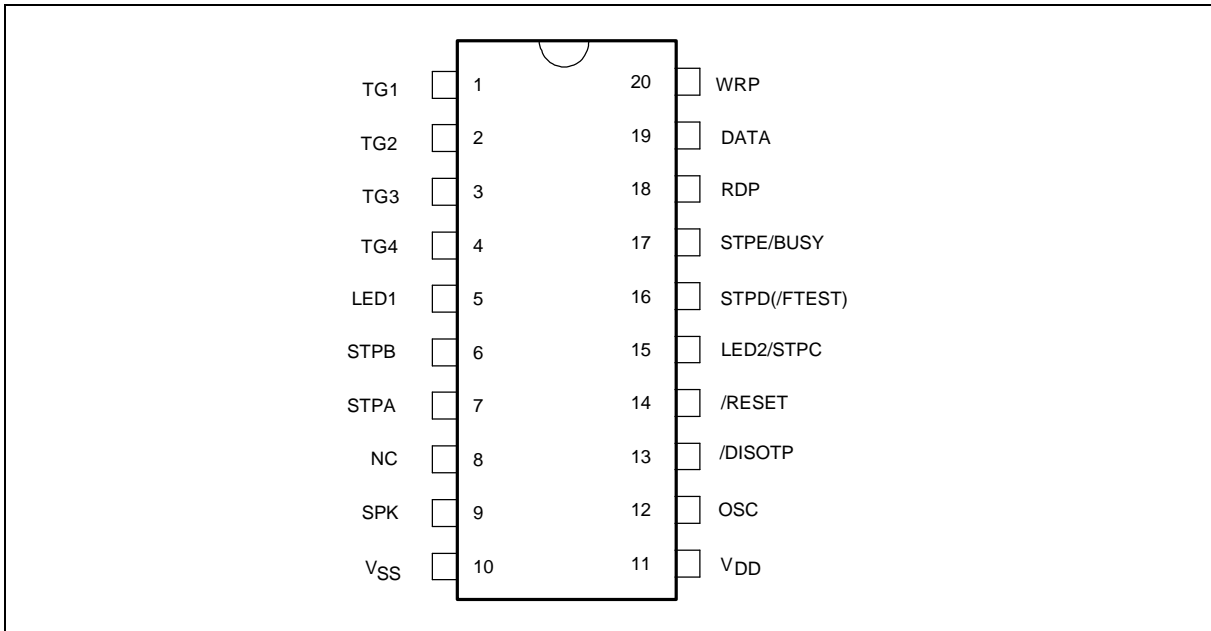 TG1 1 20 WRP
TG2 2 19 DATA
TG3 3 18 RDP
TG4 4 17 STPE/BUSY
LED1 5 16 STPD(/FTEST)
STPB 6 15 LED2/STPC
STPA 7 14 /RESET
NC 8 13 /DISOTP
SPK 9 12 OSC
VSS 10 11 VDD